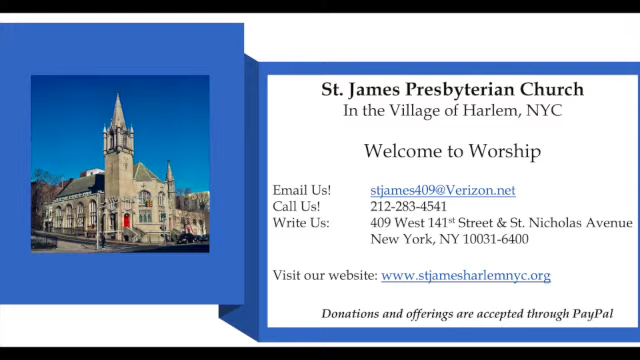 St. James Presbyterian Church
In the Village of Harlem, NYC
Welcome to Worship
Email Us! stjames409@Verizon.net
Call Us! 212-283-4541
Write Us: 409 West 141st Street & St. Nicholas Avenue
New York, NY 10031-6400
Visit our website: www.stjamesharlemnyc.org
Donations and offerings are accepted through PayPal